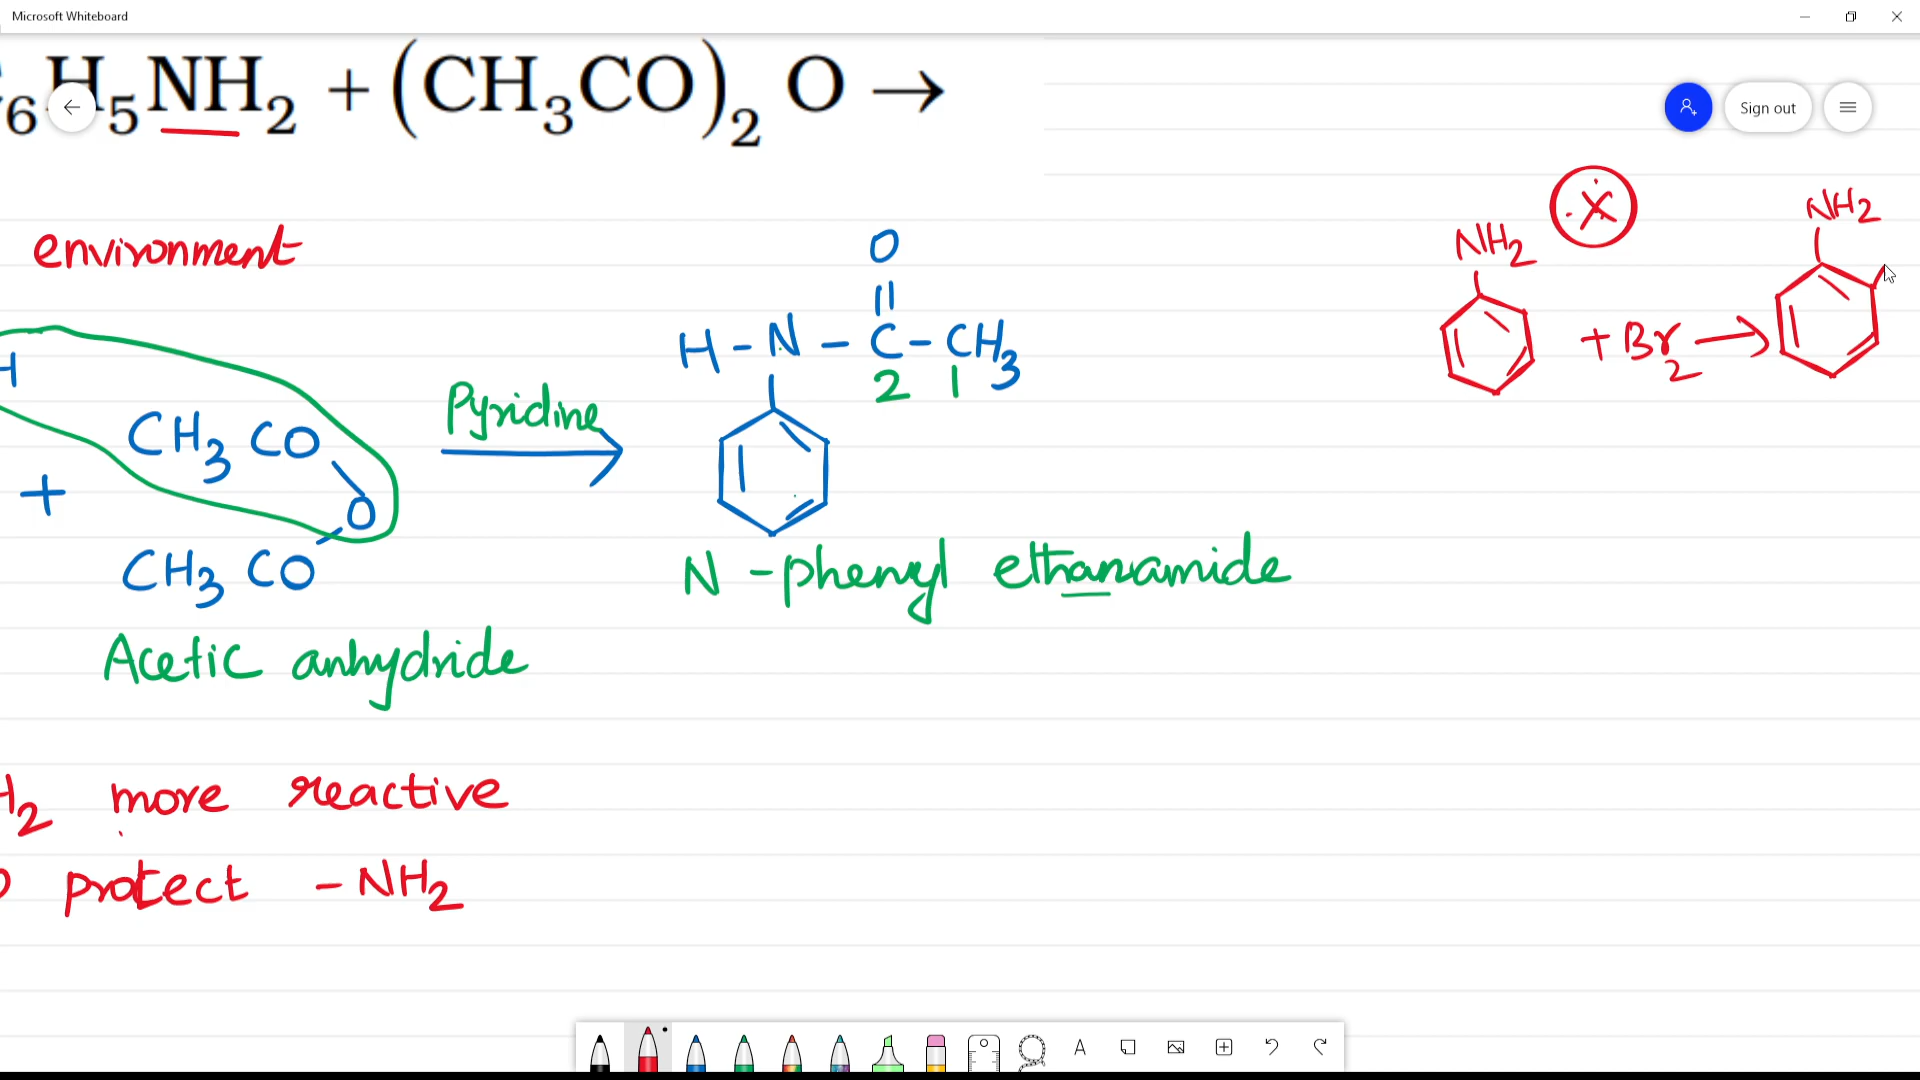 Microsoft Whiteboard
6H5NH2 + (CH3CO)2 O →
Sign out
environment
H
CH3 CO
+
O
CH3 CO
Acetic anhydride
Pyridine
O
H - N - C - CH3
2 1
N - phenyl ethanamide
X
NH2
+ Br2 →
NH2
H2 more reactive
protect - NH2
A